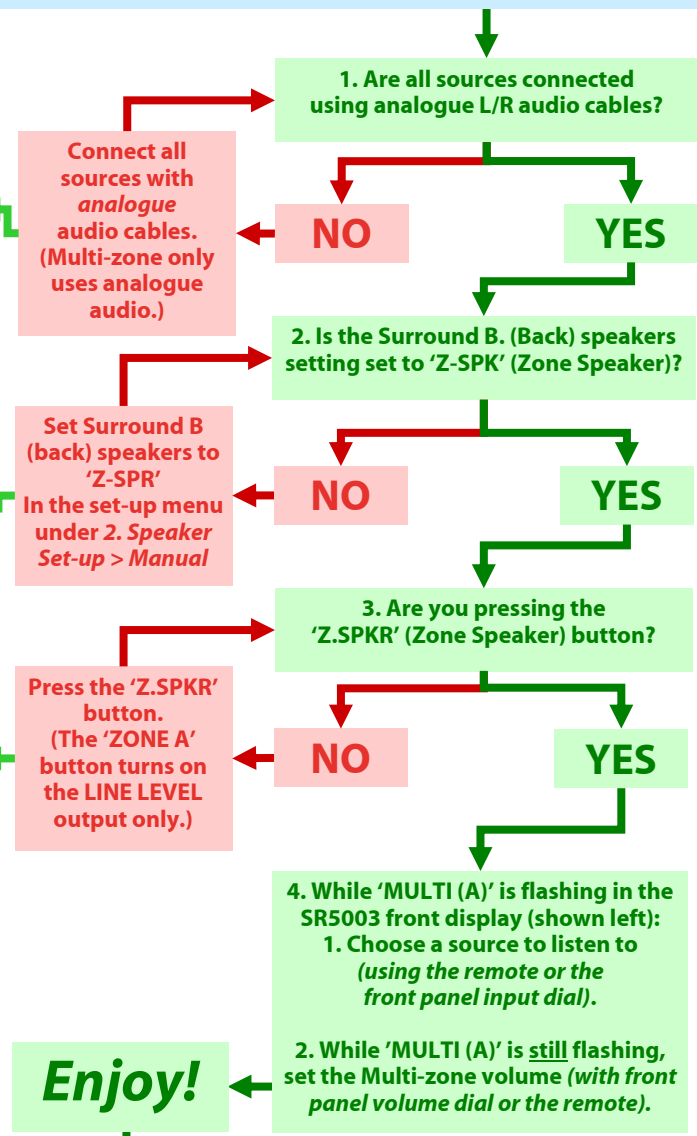 1. Are all sources connected
using analogue L/R audio cables?
Connect all
sources with
analogue
audio cables.
(Multi-zone only
uses analogue
audio.)
NO
YES
2. Is the Surround B. (Back) speakers
setting set to ‘Z-SPK’ (Zone Speaker)?
Set Surround B
(back) speakers to
‘Z-SPR’
In the set-up menu
under 2. Speaker
Set-up > Manual
NO
YES
3. Are you pressing the
‘Z.SPKR’ (Zone Speaker) button?
Press the ‘Z.SPKR’
button.
(The ‘ZONE A’
button turns on
the LINE LEVEL
output only.)
NO
YES
4. While ‘MULTI (A)’ is flashing in the
SR5003 front display (shown left):
1. Choose a source to listen to
(using the remote or the
front panel input dial).
2. While ’MULTI (A)’ is still flashing,
set the Multi-zone volume (with front
panel volume dial or the remote).
Enjoy!